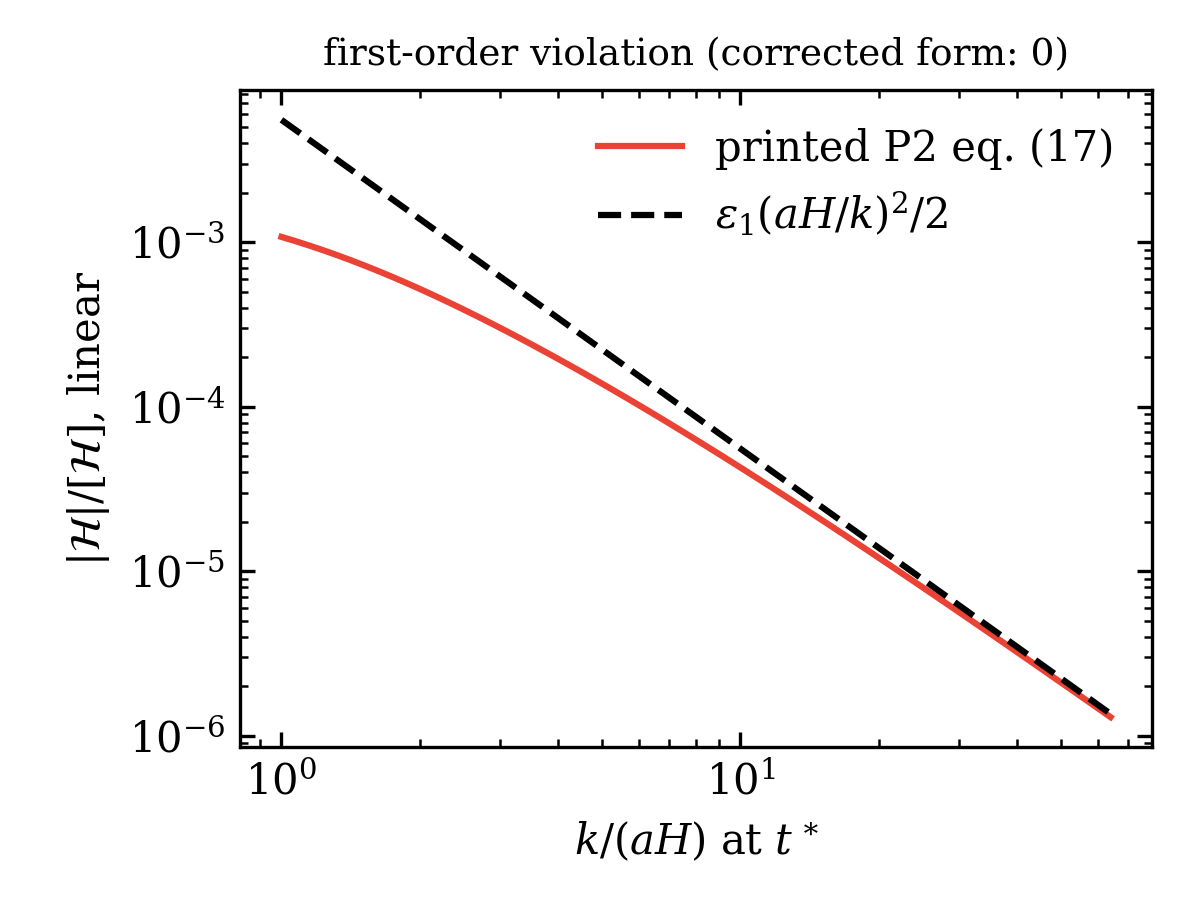 first-order violation (corrected form: 0)
printed P2 eq. (17)
ε₁(aH/k)²/2
|ℋ|/[ℋ], linear
10⁻³
10⁻⁴
10⁻⁵
10⁻⁶
10⁰
10¹
k/(aH) at t*